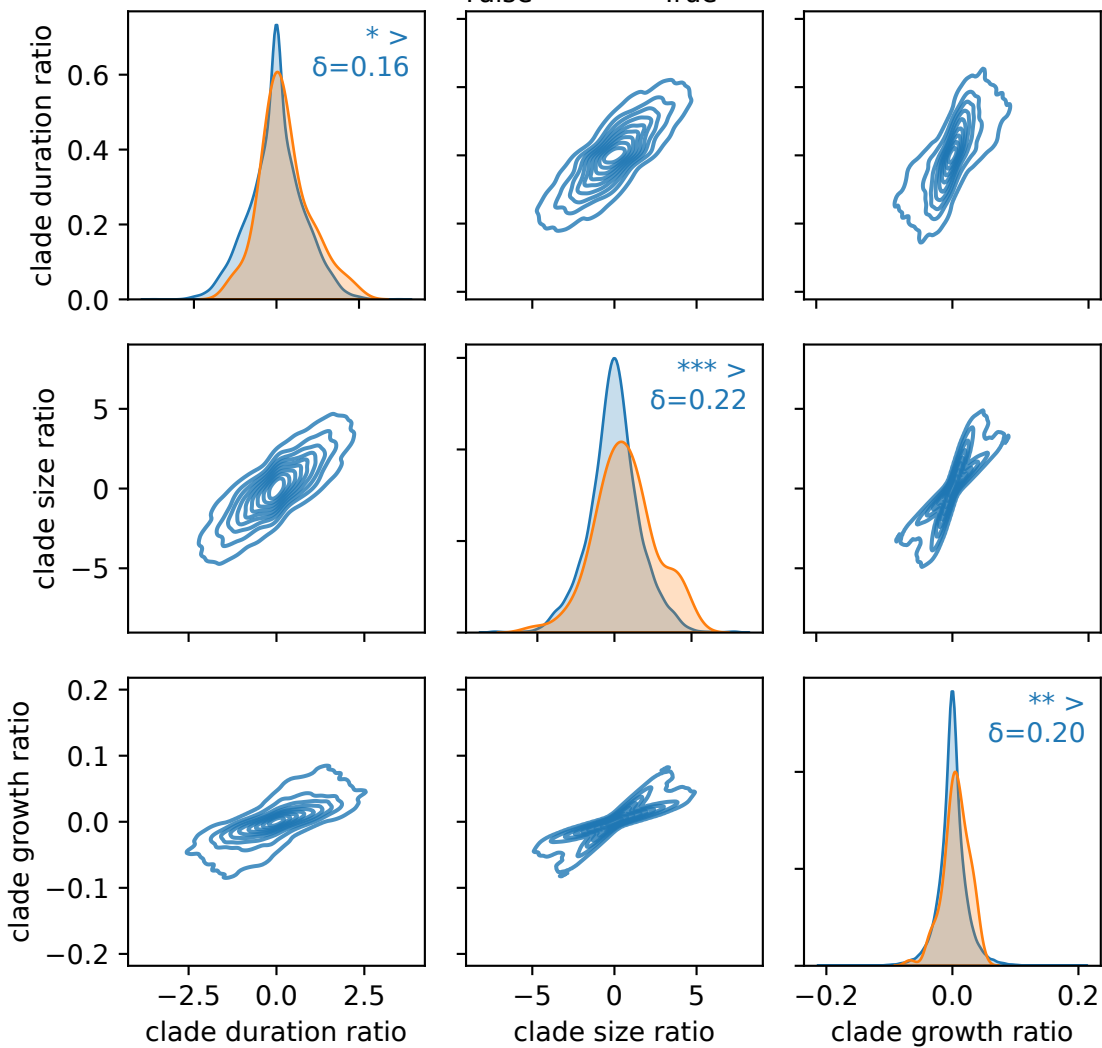 * >
δ=0.16
clade duration ratio
0.6
0.4
0.2
0.0
*** >
δ=0.22
clade size ratio
5
0
−5
** >
δ=0.20
clade growth ratio
0.2
0.1
0.0
−0.1
−0.2
−2.5 0.0 2.5 −5 0 5 −0.2 0.0 0.2
clade duration ratio clade size ratio clade growth ratio